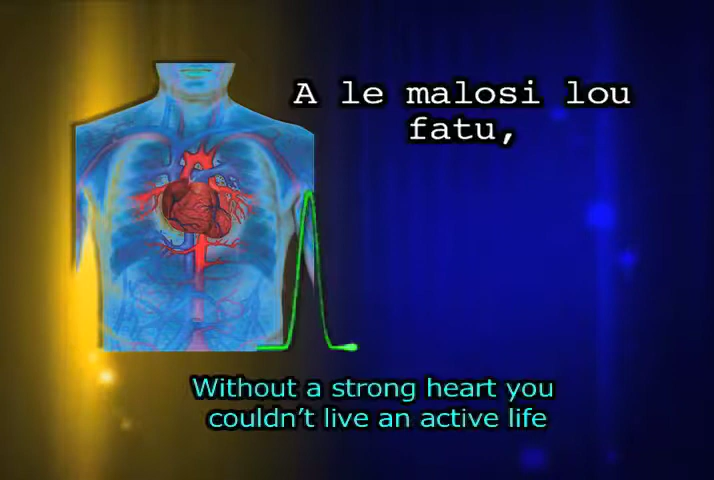 A le malosi lou
fatu,
Without a strong heart you
couldn't live an active life